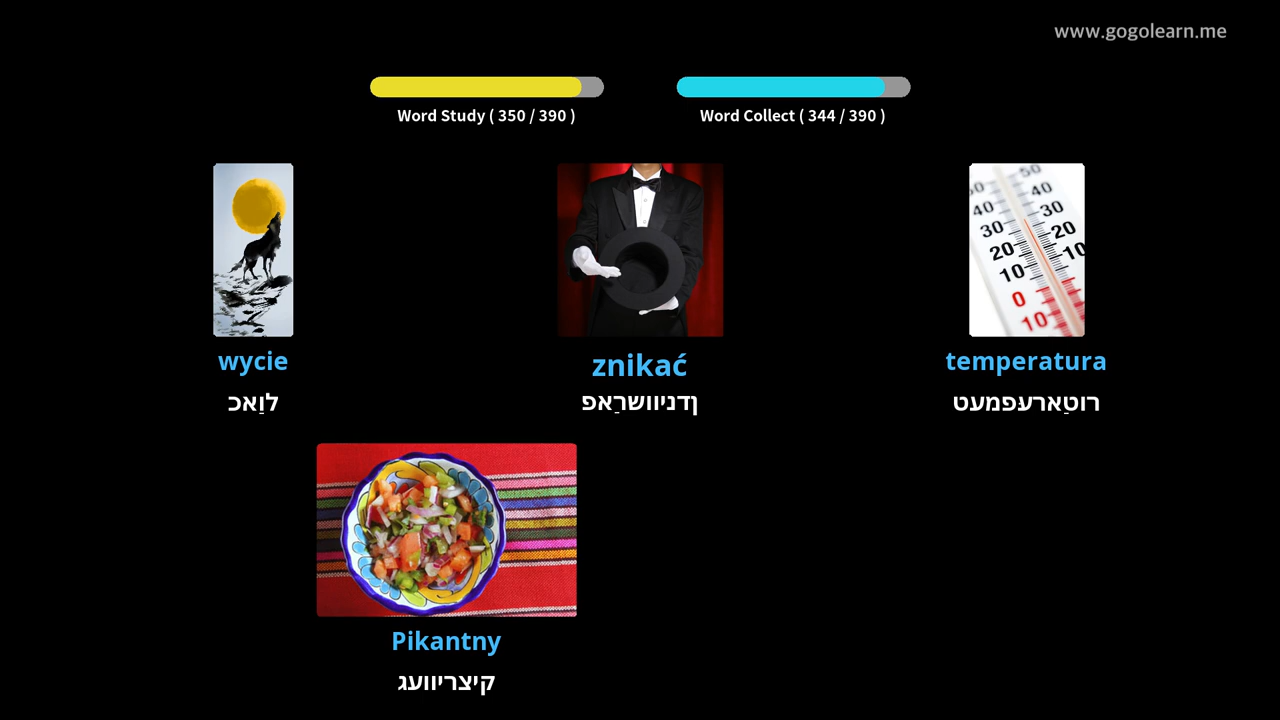 www.gogolearn.me
Word Study ( 350 / 390 )
Word Collect ( 344 / 390 )
wycie
znikać
temperatura
לוַאכ
ןדניוושרַאפ
רוטַארעפמעט
Pikantny
קיצריוועג